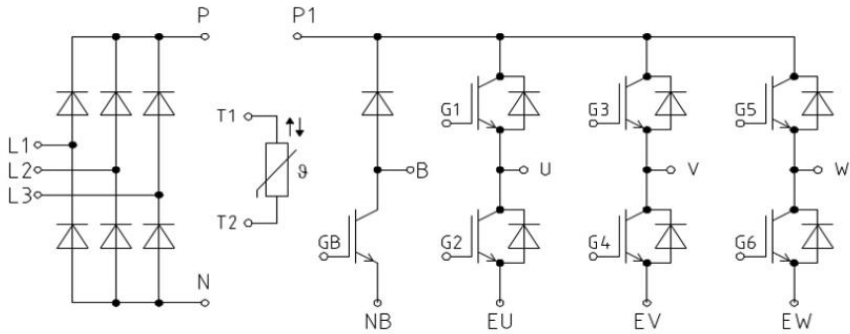 P P1
T1 G1 G3 G5
L1
L2 ϑ B U V W
L3
T2 GB G2 G4 G6
N NB EU EV EW